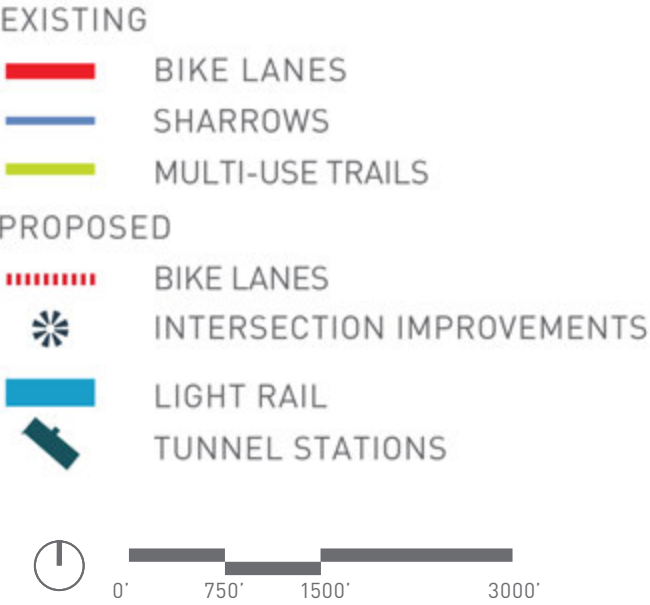 EXISTING
BIKE LANES
SHARROWS
MULTI-USE TRAILS
PROPOSED
BIKE LANES
INTERSECTION IMPROVEMENTS
LIGHT RAIL
TUNNEL STATIONS
0' 750' 1500' 3000'